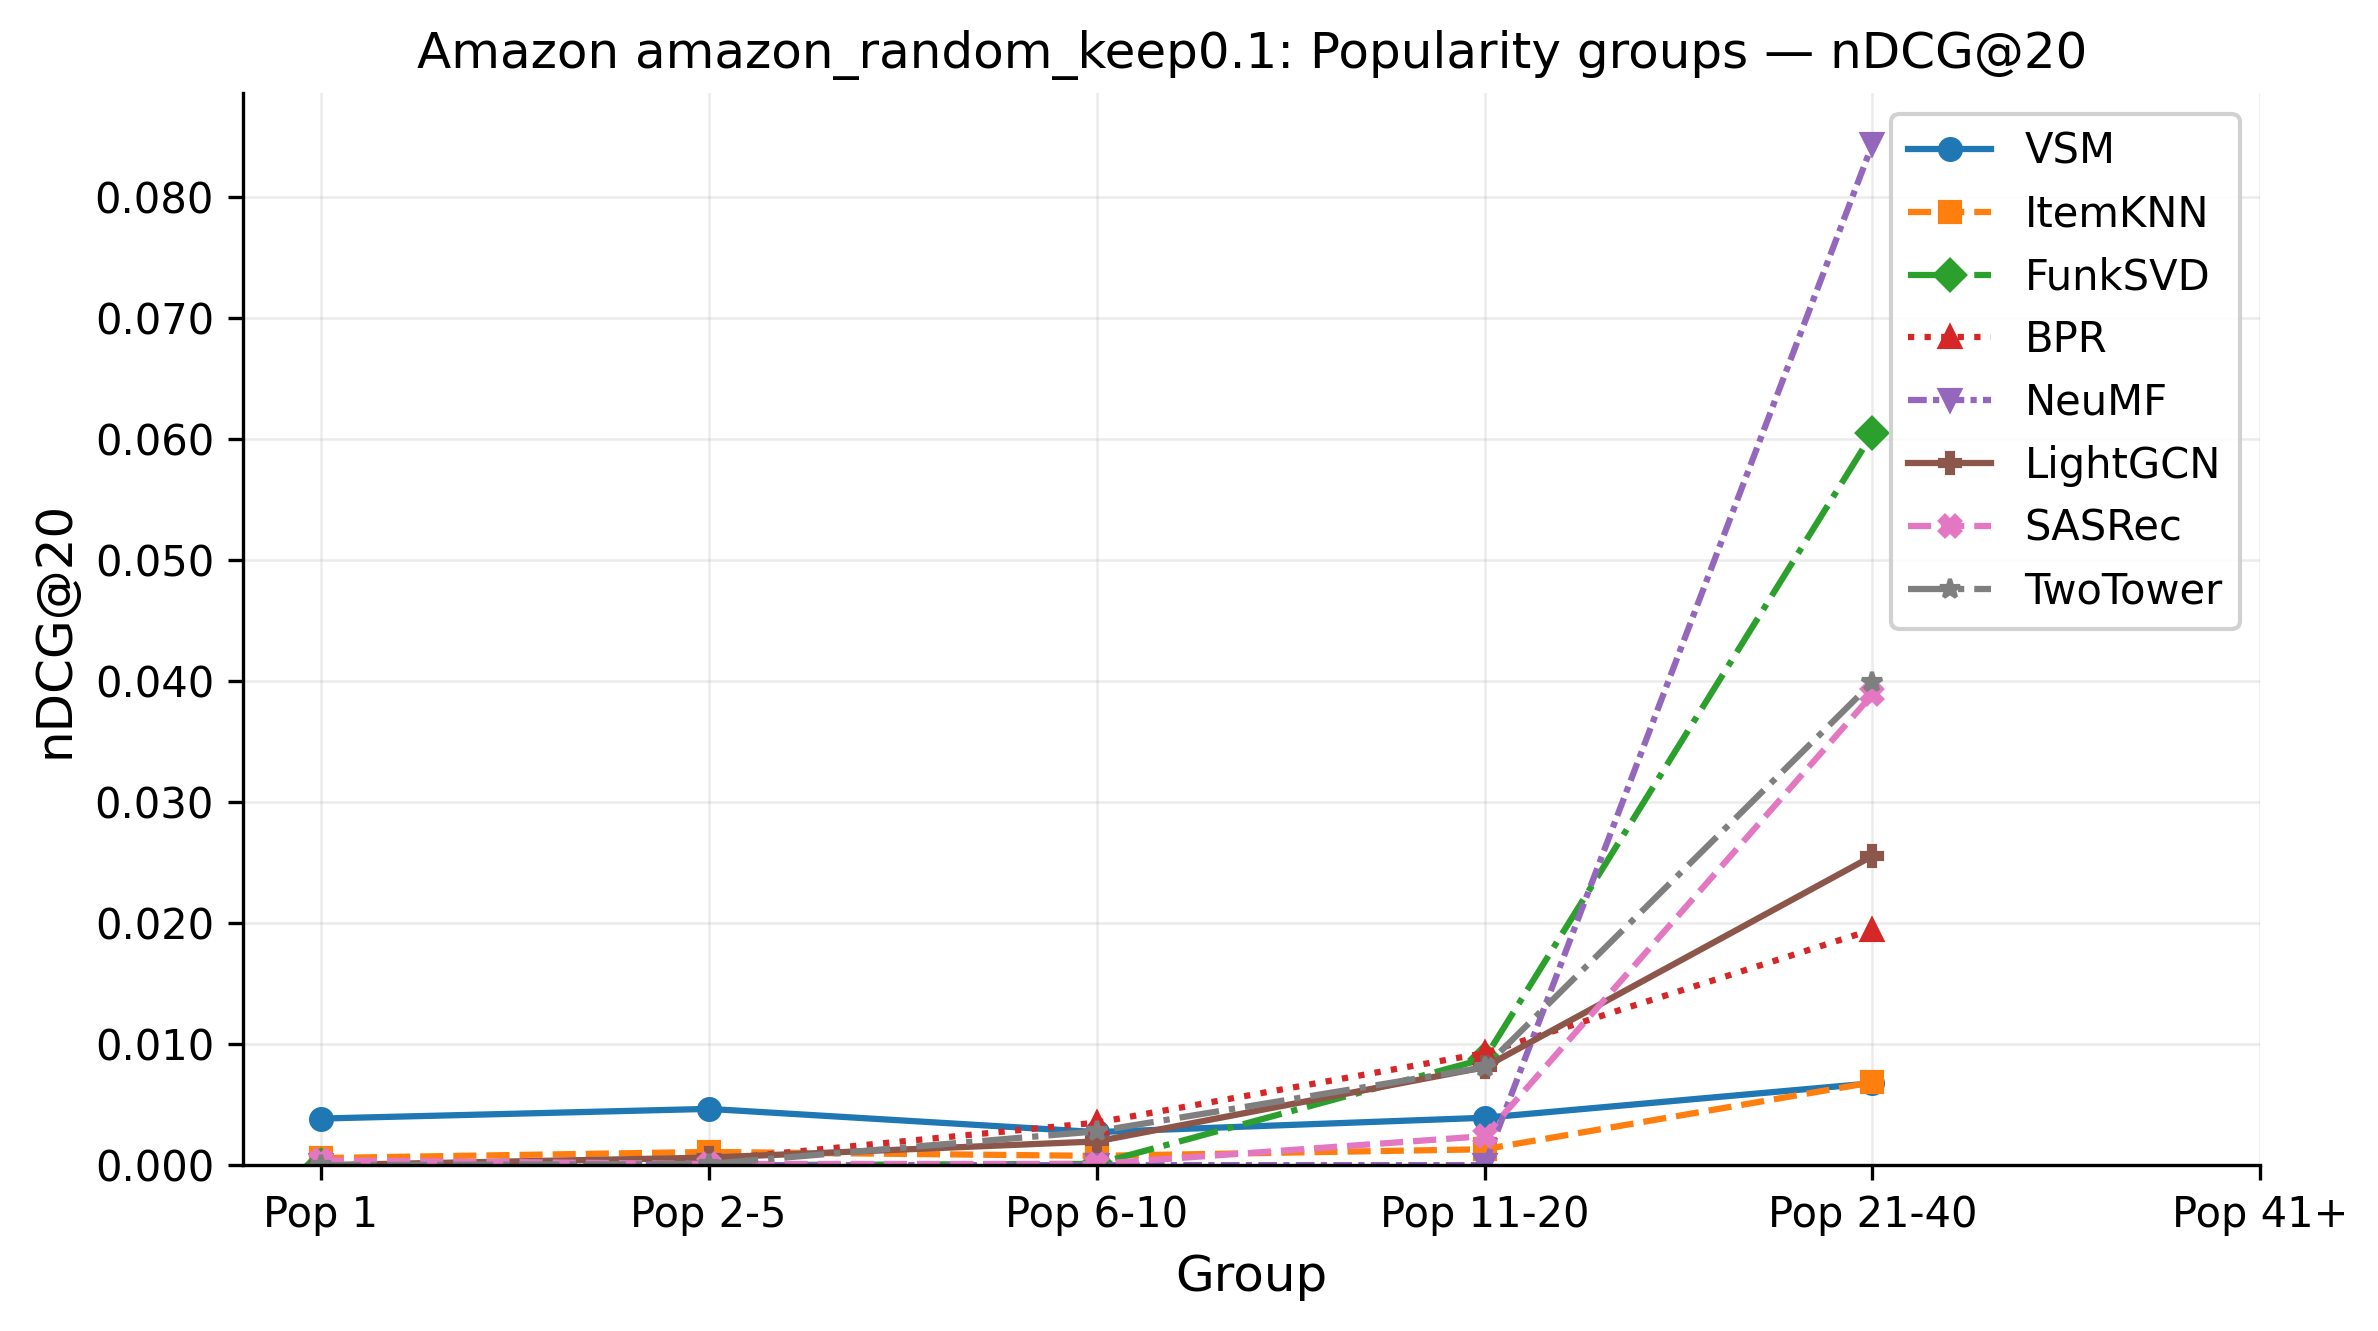 Amazon amazon_random_keep0.1: Popularity groups — nDCG@20
nDCG@20
0.080
0.070
0.060
0.050
0.040
0.030
0.020
0.010
0.000
VSM
ItemKNN
FunkSVD
BPR
NeuMF
LightGCN
SASRec
TwoTower
Pop 1
Pop 2-5
Pop 6-10
Pop 11-20
Pop 21-40
Pop 41+
Group